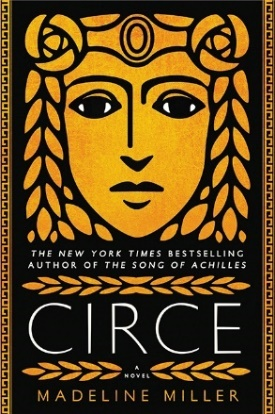 THE NEW YORK TIMES BESTSELLING
AUTHOR OF THE SONG OF ACHILLES
CIRCE
A
NOVEL
MADELINE MILLER